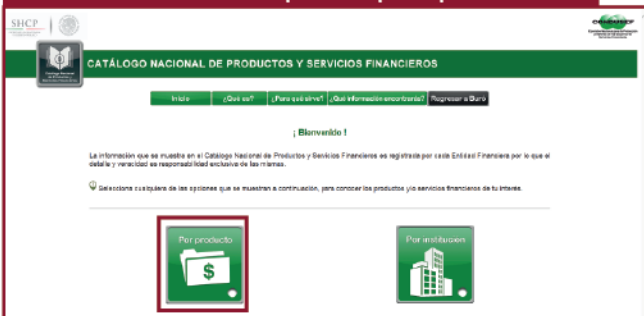 SHCP
CONDUSEF
CATÁLOGO NACIONAL DE PRODUCTOS Y SERVICIOS FINANCIEROS
Inicio ¿Qué es? ¿Para qué sirve? ¿Qué información encontrarás? Regresar a Buró
¡ Bienvenido !
La información que se muestra en el Catálogo Nacional de Productos y Servicios Financieros es registrada por cada Entidad Financiera por lo que el
detalle y veracidad es responsabilidad exclusiva de las mismas.
Selecciona cualquiera de las opciones que se muestran a continuación, para conocer los productos y/o servicios financieros de tu interés.
Por producto
Por institución
$